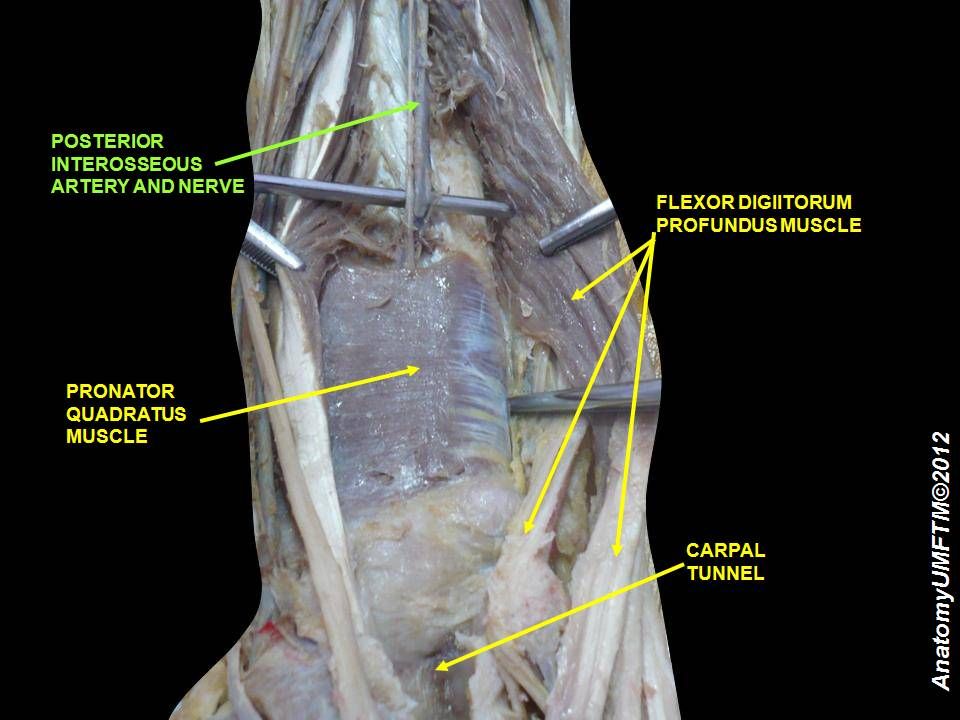 POSTERIOR
INTEROSSEOUS
ARTERY AND NERVE
FLEXOR DIGIITORUM
PROFUNDUS MUSCLE
PRONATOR
QUADRATUS
MUSCLE
CARPAL
TUNNEL
AnatomyUMFTM©2012